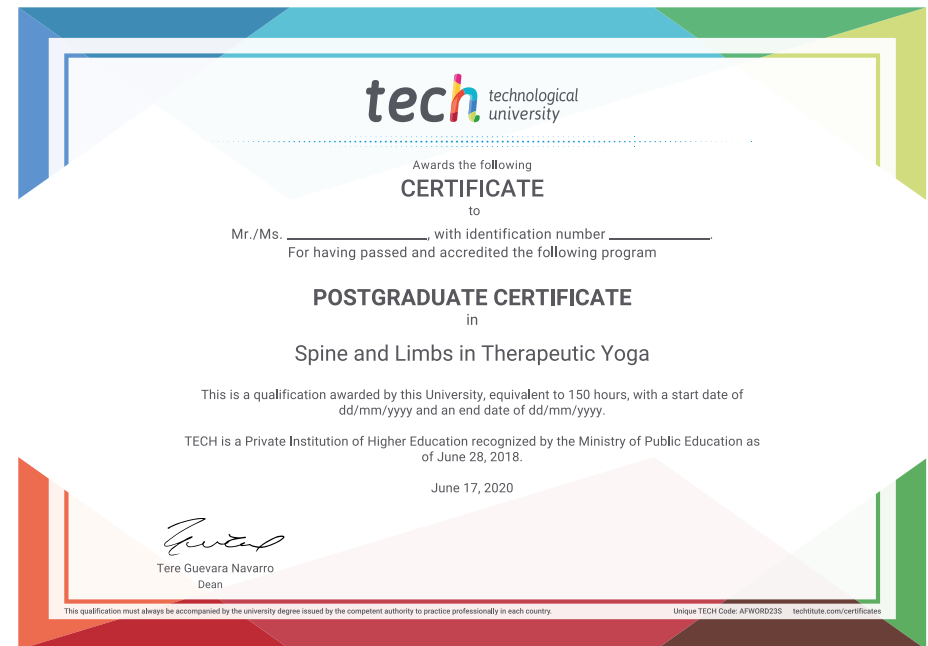 tech technological
university
Awards the following
CERTIFICATE
to
Mr./Ms. ____________________, with identification number ______________.
For having passed and accredited the following program
POSTGRADUATE CERTIFICATE
in
Spine and Limbs in Therapeutic Yoga
This is a qualification awarded by this University, equivalent to 150 hours, with a start date of
dd/mm/yyyy and an end date of dd/mm/yyyy.
TECH is a Private Institution of Higher Education recognized by the Ministry of Public Education as
of June 28, 2018.
June 17, 2020
Tere Guevara Navarro
Dean
This qualification must always be accompanied by the university degree issued by the competent authority to practice professionally in each country.
Unique TECH Code: AFWORD23S techtitute.com/certificates